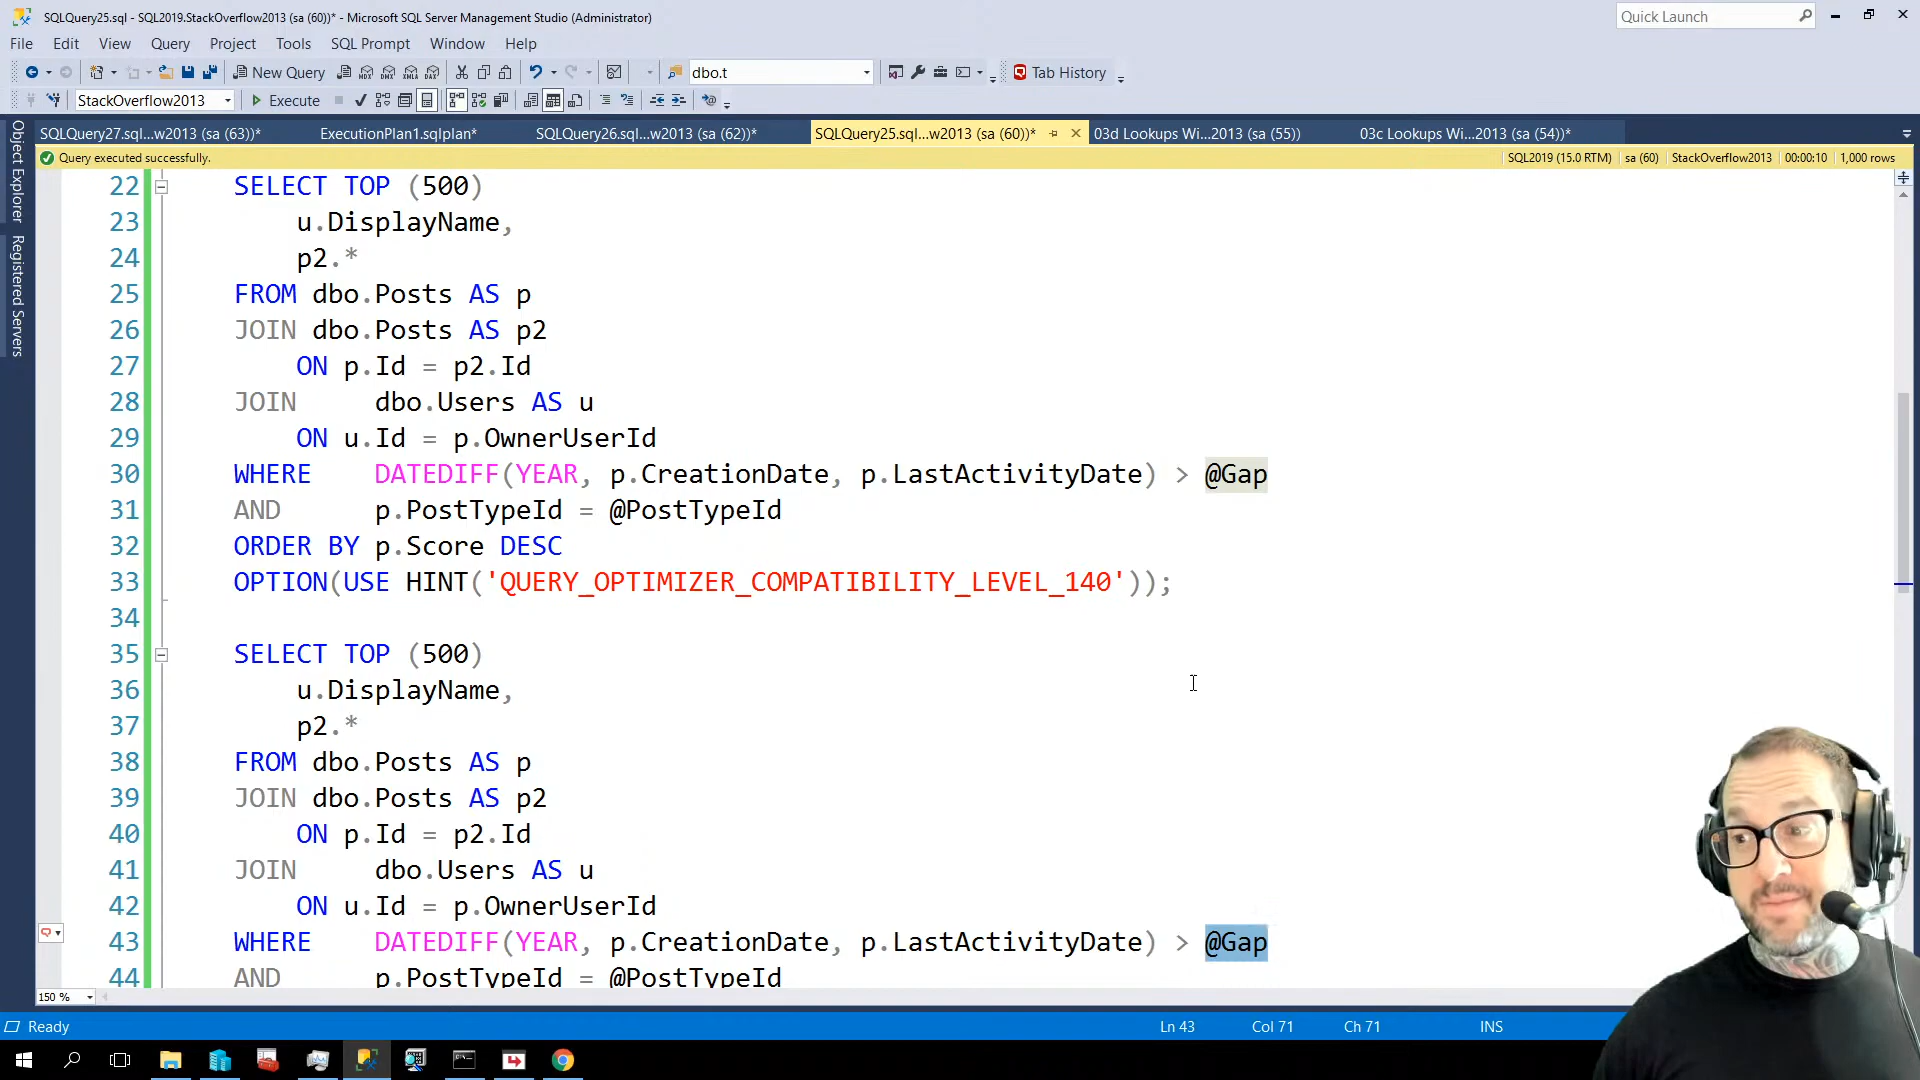 SQLQuery25.sql - SQL2019.StackOverflow2013 (sa (60))* - Microsoft SQL Server Management Studio (Administrator)
Quick Launch
File Edit View Query Project Tools SQL Prompt Window Help
New Query
dbo.t
Tab History
StackOverflow2013
Execute
Object Explorer
Registered Servers
SQLQuery27.sql...w2013 (sa (63))*
ExecutionPlan1.sqlplan*
SQLQuery26.sql...w2013 (sa (62))*
SQLQuery25.sql...w2013 (sa (60))*
03d Lookups Wi...2013 (sa (55))
03c Lookups Wi...2013 (sa (54))*
Query executed successfully.
SQL2019 (15.0 RTM) sa (60) StackOverflow2013 00:00:10 1,000 rows
22 SELECT TOP (500)
23 u.DisplayName,
24 p2.*
25 FROM dbo.Posts AS p
26 JOIN dbo.Posts AS p2
27 ON p.Id = p2.Id
28 JOIN dbo.Users AS u
29 ON u.Id = p.OwnerUserId
30 WHERE DATEDIFF(YEAR, p.CreationDate, p.LastActivityDate) > @Gap
31 AND p.PostTypeId = @PostTypeId
32 ORDER BY p.Score DESC
33 OPTION(USE HINT('QUERY_OPTIMIZER_COMPATIBILITY_LEVEL_140'));
34
35 SELECT TOP (500)
36 u.DisplayName,
37 p2.*
38 FROM dbo.Posts AS p
39 JOIN dbo.Posts AS p2
40 ON p.Id = p2.Id
41 JOIN dbo.Users AS u
42 ON u.Id = p.OwnerUserId
43 WHERE DATEDIFF(YEAR, p.CreationDate, p.LastActivityDate) > @Gap
44 AND p.PostTypeId = @PostTypeId
150 %
Ready
Ln 43 Col 71 Ch 71 INS